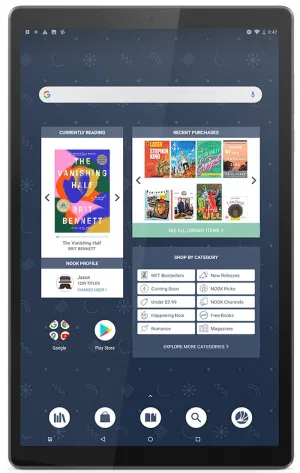 9:47
CURRENTLY READING
THE
VANISHING
HALF
BRIT
BENNETT
The Vanishing Half
BRIT BENNETT
NOOK PROFILE
Jason
CHANGE USER >
RECENT PURCHASES
STEPHEN
KING
SEE ALL LIBRARY ITEMS >
SHOP BY CATEGORY
NYT Bestsellers
New Releases
Coming Soon
NOOK Picks
Under $2.99
NOOK Channels
Happening Now
Free Books
Romance
Magazines
EXPLORE MORE CATEGORIES >
Google
Play Store